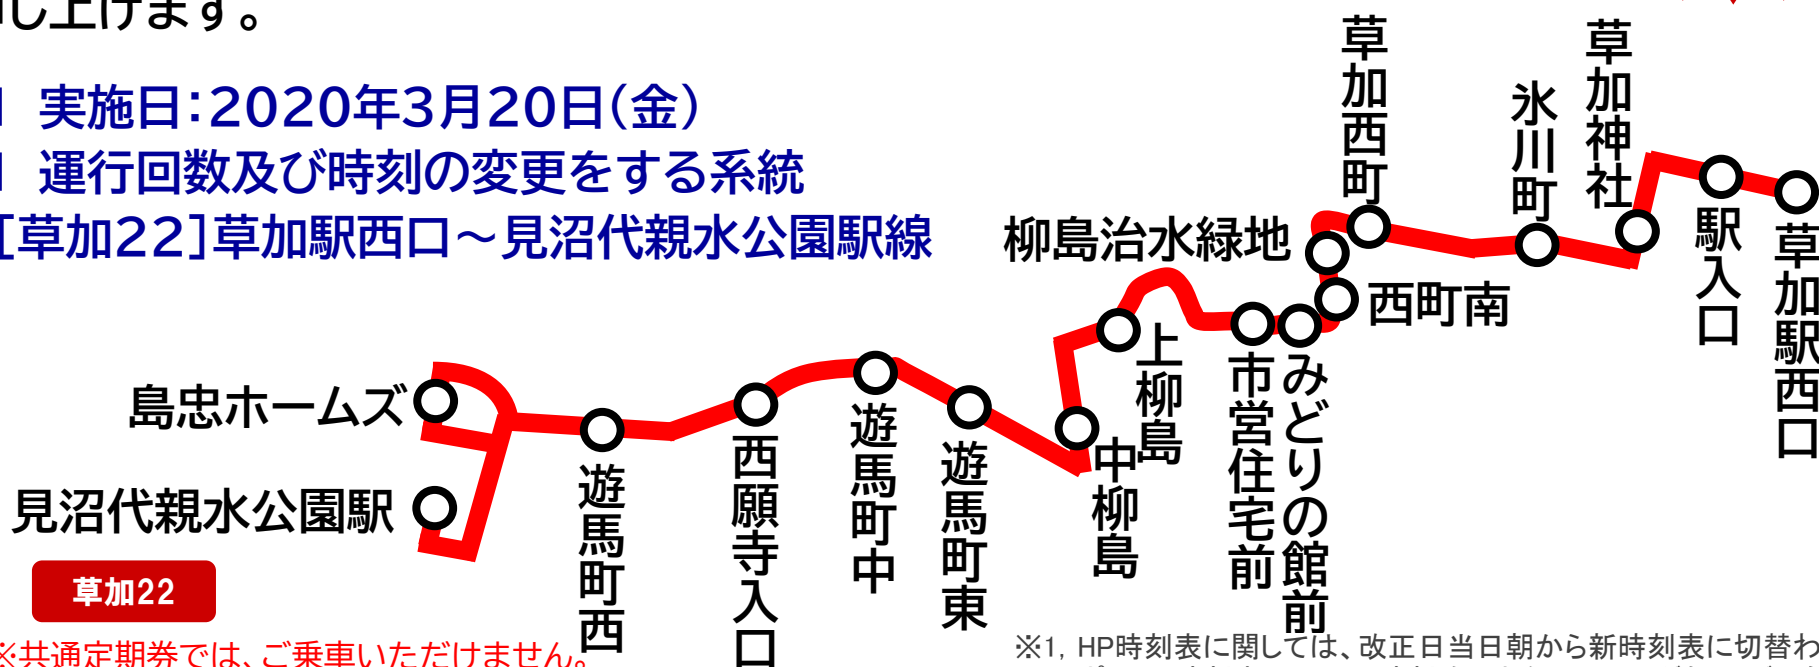 し上げます。
実施日：2020年3月20日（金）
運行回数及び時刻の変更をする系統
［草加22］草加駅西口～見沼代親水公園駅線
草加駅西口
駅入口
草加神社
氷川町
草加西町
柳島治水緑地
西町南
みどりの館前
市営住宅前
上柳島
中柳島
遊馬町東
遊馬町中
西願寺入口
遊馬町西
島忠ホームズ
見沼代親水公園駅
草加22
※共通定期券では、ご乗車いただけません。
※1，HP時刻表に関しては、改正日当日朝から新時刻表に切替わ